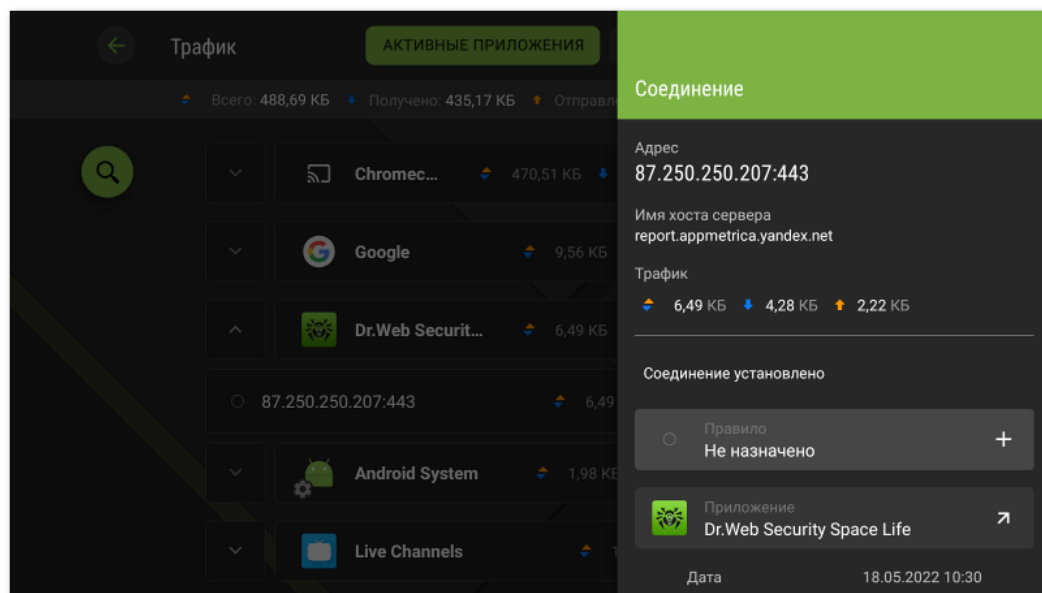 Трафик
АКТИВНЫЕ ПРИЛОЖЕНИЯ
Всего: 488,69 КБ Получено: 435,17 КБ Отправл
Chromec... 470,51 КБ
Google 9,56 КБ
Dr.Web Securit... 6,49 КБ
87.250.250.207:443 6,49
Android System 1,98 КБ
Live Channels
Соединение
Адрес
87.250.250.207:443
Имя хоста сервера
report.appmetrica.yandex.net
Трафик
6,49 КБ 4,28 КБ 2,22 КБ
Соединение установлено
Правило
Не назначено
Приложение
Dr.Web Security Space Life
Дата 18.05.2022 10:30